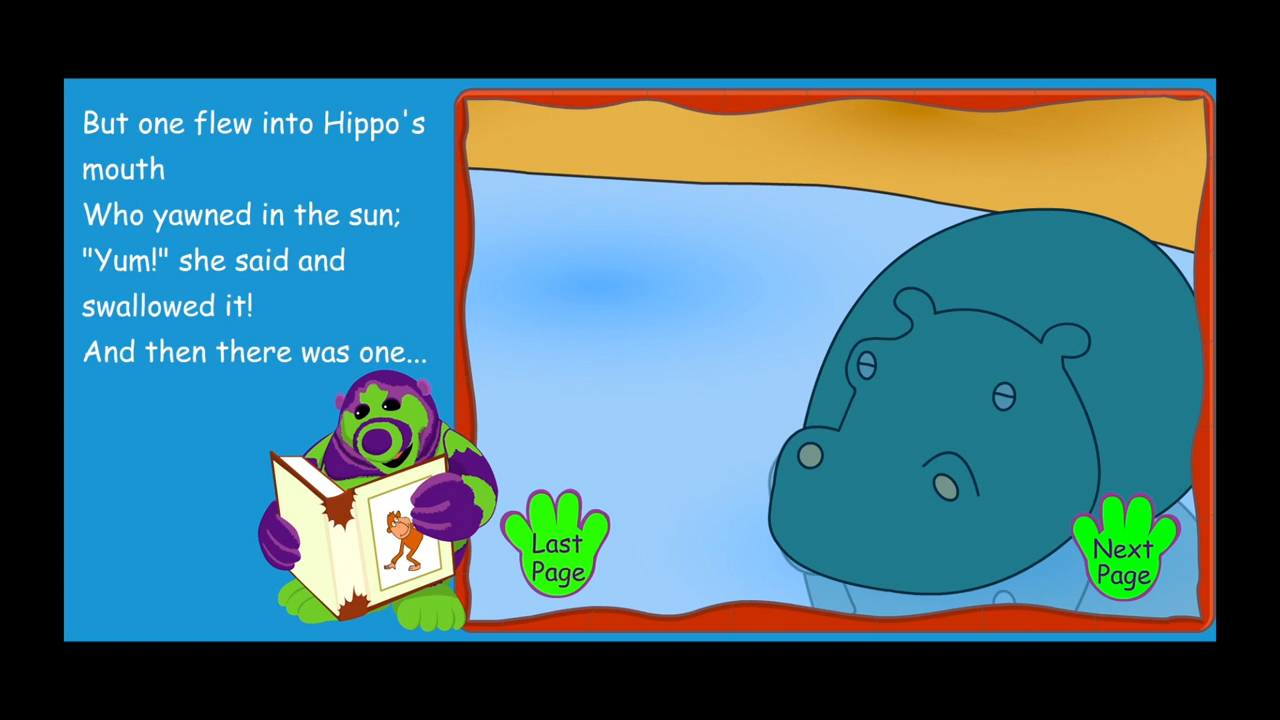 But one flew into Hippo's
mouth
Who yawned in the sun;
"Yum!" she said and
swallowed it!
And then there was one...
Last
Page
Next
Page